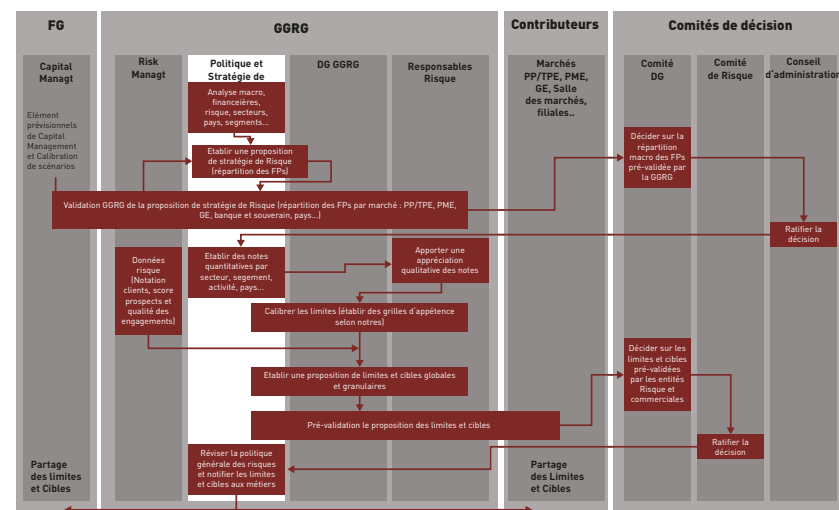 FG
GGRG
Contributeurs
Comités de décision
Capital
Managt
Risk
Managt
Politique et
Stratégie de
DG GGRG
Responsables
Risque
Marchés
PP/TPE, PME,
GE, Salle
des marchés,
filiales..
Comité
DG
Comité
de Risque
Conseil
d'administration
Analyse macro,
financeières,
risque, secteurs,
pays, segments...
Elément
prévisionnels
de Capital
Management
et Calibration
de scénarios
Etablir une proposition
de stratégie de Risque
(répartition des FPs)
Décider sur la
répartition
macro des FPs
pré-validée par
la GGRG
Validation GGRG de la proposition de stratégie de Risque (répartition des FPs par marché : PP/TPE, PME,
GE, banque et souverain, pays...)
Ratifier la
décision
Données
risque
(Notation
clients, score
prospects et
qualité des
engagements)
Etablir des notes
quantitatives par
secteur, segement,
activité, pays...
Apporter une
appréciation
qualitative des notes
Calibrer les limites (établir des grilles d'appétence
selon notres)
Etablir une proposition de limites et cibles globales
et granulaires
Décider sur les
limites et cibles
pré-validées
par les entités
Risque et
commerciales
Pré-validation le proposition des limites et cibles
Ratifier la
décision
Réviser la politique
générale des risques
et notifier les limites
et cibles aux métiers
Partage
des limites
et Cibles
Partage
des Limites
et Cibles